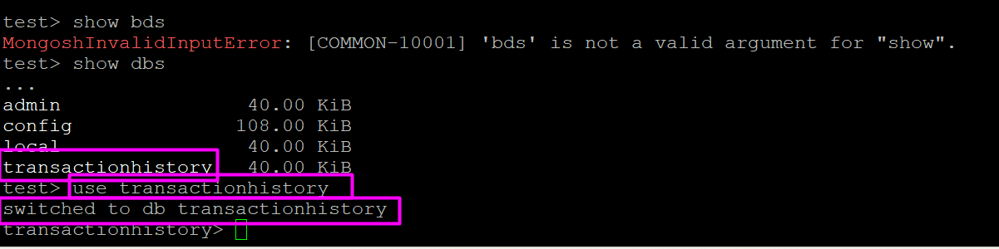 test> show bds
MongoshInvalidInputError: [COMMON-10001] 'bds' is not a valid argument for "show".
test> show dbs
...
admin 40.00 KiB
config 108.00 KiB
local 40.00 KiB
transactionhistory 40.00 KiB
test> use transactionhistory
switched to db transactionhistory
transactionhistory>